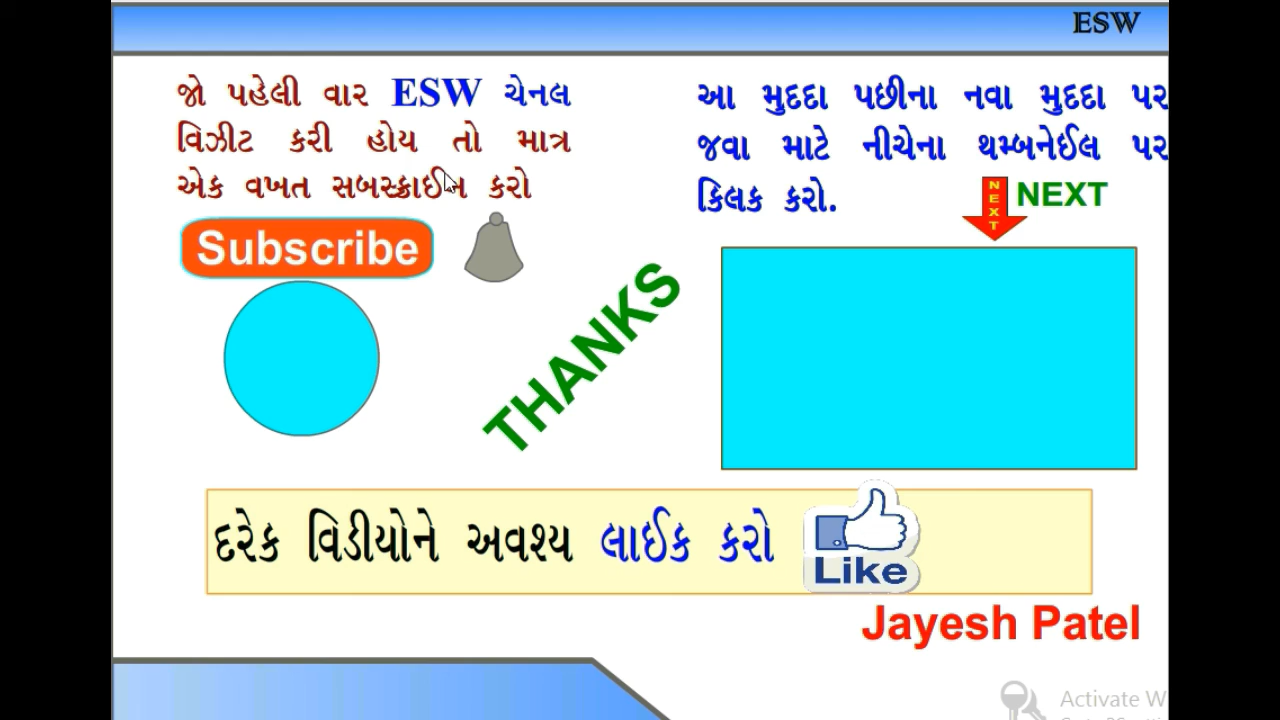 ESW
જો પહેલી વાર ESW ચેનલ
વિઝીટ કરી હોય તો માત્ર
એક વખત સબસ્ક્રાઈબ કરો
Subscribe
આ મુદદા પછીના નવા મુદદા પર
જવા માટે નીચેના થમ્બનેઈલ પર
ક્લિક કરો.
NEXT
NEXT
THANKS
દરેક વિડીયોને અવશ્ય લાઈક કરો
Like
Jayesh Patel
Activate W